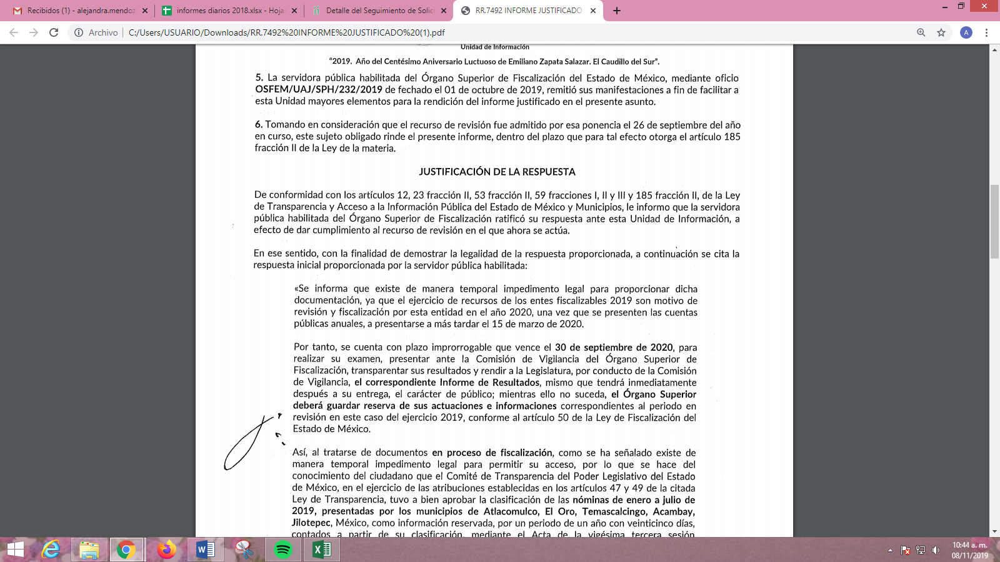 Recibidos (1) - alejandra.mendoz
informes diarios 2018.xlsx - Hoja
Detalle del Seguimiento de Solici
RR.7492 INFORME JUSTIFICADO
Archivo
C:/Users/USUARIO/Downloads/RR.7492%20INFORME%20JUSTIFICADO%20(1).pdf
A
Unidad de Información
“2019. Año del Centésimo Aniversario Luctuoso de Emiliano Zapata Salazar. El Caudillo del Sur”.
5. La servidora pública habilitada del Órgano Superior de Fiscalización del Estado de México, mediante oficio
OSFEM/UAJ/SPH/232/2019 de fechado el 01 de octubre de 2019, remitió sus manifestaciones a fin de facilitar a
esta Unidad mayores elementos para la rendición del informe justificado en el presente asunto.
6. Tomando en consideración que el recurso de revisión fue admitido por esa ponencia el 26 de septiembre del año
en curso, este sujeto obligado rinde el presente informe, dentro del plazo que para tal efecto otorga el artículo 185
fracción II de la Ley de la materia.
JUSTIFICACIÓN DE LA RESPUESTA
De conformidad con los artículos 12, 23 fracción II, 53 fracción II, 59 fracciones I, II y III y 185 fracción II, de la Ley
de Transparencia y Acceso a la Información Pública del Estado de México y Municipios, le informo que la servidora
pública habilitada del Órgano Superior de Fiscalización ratificó su respuesta ante esta Unidad de Información, a
efecto de dar cumplimiento al recurso de revisión en el que ahora se actúa.
En ese sentido, con la finalidad de demostrar la legalidad de la respuesta proporcionada, a continuación se cita la
respuesta inicial proporcionada por la servidor pública habilitada:
«Se informa que existe de manera temporal impedimento legal para proporcionar dicha
documentación, ya que el ejercicio de recursos de los entes fiscalizables 2019 son motivo de
revisión y fiscalización por esta entidad en el año 2020, una vez que se presenten las cuentas
públicas anuales, a presentarse a más tardar el 15 de marzo de 2020.
Por tanto, se cuenta con plazo improrrogable que vence el 30 de septiembre de 2020, para
realizar su examen, presentar ante la Comisión de Vigilancia del Órgano Superior de
Fiscalización, transparentar sus resultados y rendir a la Legislatura, por conducto de la Comisión
de Vigilancia, el correspondiente Informe de Resultados, mismo que tendrá inmediatamente
después a su entrega, el carácter de público; mientras ello no suceda, el Órgano Superior
deberá guardar reserva de sus actuaciones e informaciones correspondientes al periodo en
revisión en este caso del ejercicio 2019, conforme al artículo 50 de la Ley de Fiscalización del
Estado de México.
Así, al tratarse de documentos en proceso de fiscalización, como se ha señalado existe de
manera temporal impedimento legal para permitir su acceso, por lo que se hace del
conocimiento del ciudadano que el Comité de Transparencia del Poder Legislativo del Estado
de México, en el ejercicio de las atribuciones establecidas en los artículos 47 y 49 de la citada
Ley de Transparencia, tuvo a bien aprobar la clasificación de las nóminas de enero a julio de
2019, presentadas por los municipios de Atlacomulco, El Oro, Temascalcingo, Acambay,
Jilotepec, México, como información reservada, por un periodo de un año con veinticinco días,
contados a partir de su clasificación, mediante el Acta de la vigésima tercera sesión
10:44 a. m.
08/11/2019